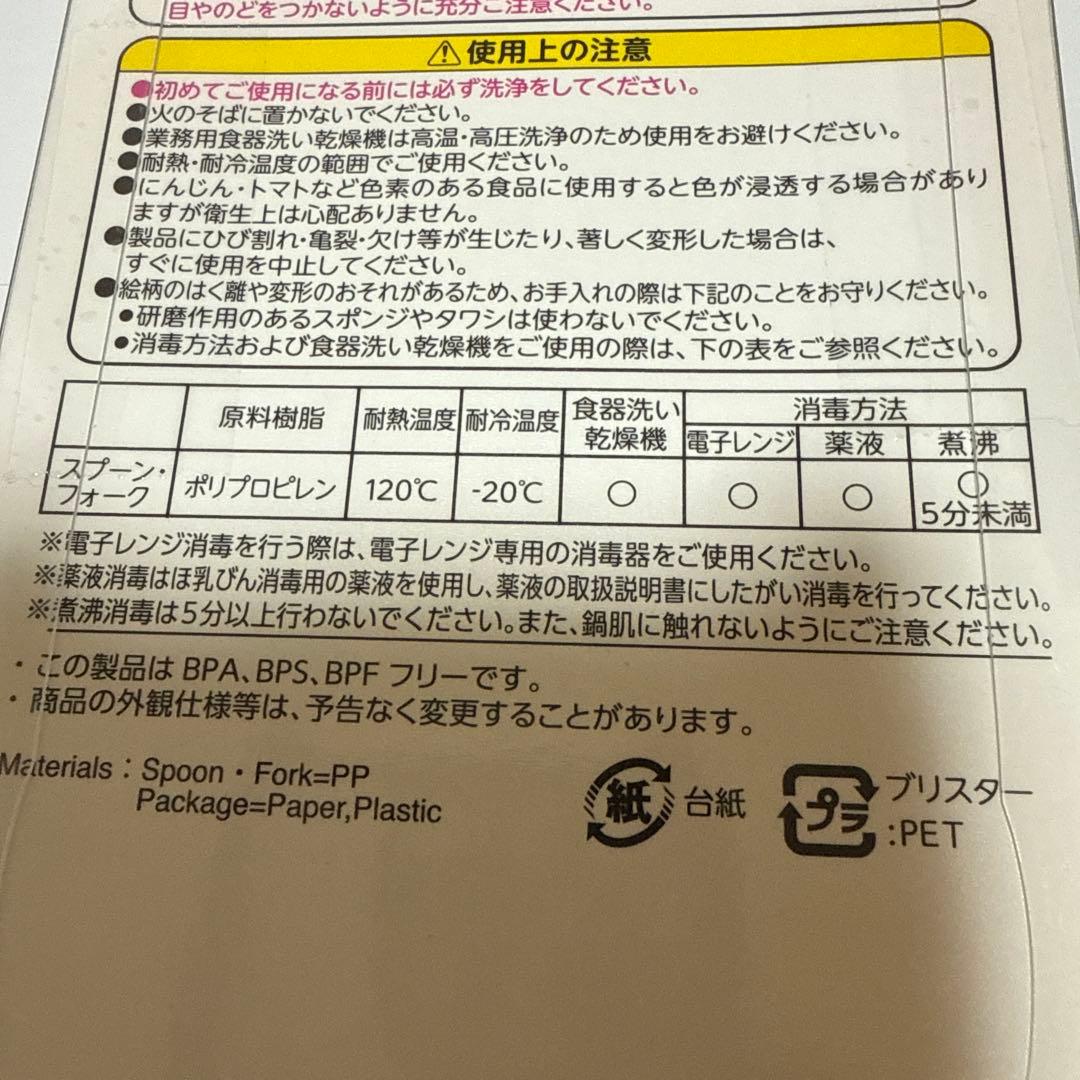 目やのどをつかないように充分ご注意ください。
⚠使用上の注意
●初めてご使用になる前には必ず洗浄をしてください。
●火のそばに置かないでください。
●業務用食器洗い乾燥機は高温・高圧洗浄のため使用をお避けください。
●耐熱・耐冷温度の範囲でご使用ください。
●にんじん・トマトなど色素のある食品に使用すると色が浸透する場合があり
ますが衛生上は心配ありません。
●製品にひび割れ・亀裂・欠け等が生じたり、著しく変形した場合は、
すぐに使用を中止してください。
●絵柄のはく離や変形のおそれがあるため、お手入れの際は下記のことをお守りください。
•研磨作用のあるスポンジやタワシは使わないでください。
•消毒方法および食器洗い乾燥機をご使用の際は、下の表をご参照ください。
原料樹脂 耐熱温度 耐冷温度 食器洗い乾燥機 消毒方法
電子レンジ 薬液 煮沸
スプーン・フォーク ポリプロピレン 120℃ -20℃ ○ ○ ○ ○
5分未満
※電子レンジ消毒を行う際は、電子レンジ専用の消毒器をご使用ください。
※薬液消毒はほ乳びん消毒用の薬液を使用し、薬液の取扱説明書にしたがい消毒を行ってください。
※煮沸消毒は5分以上行わないでください。また、鍋肌に触れないようにご注意ください。
・この製品は BPA、BPS、BPF フリーです。
・商品の外観仕様等は、予告なく変更することがあります。
Materials：Spoon・Fork=PP
Package=Paper,Plastic
紙 台紙
プラ ブリスター
:PET